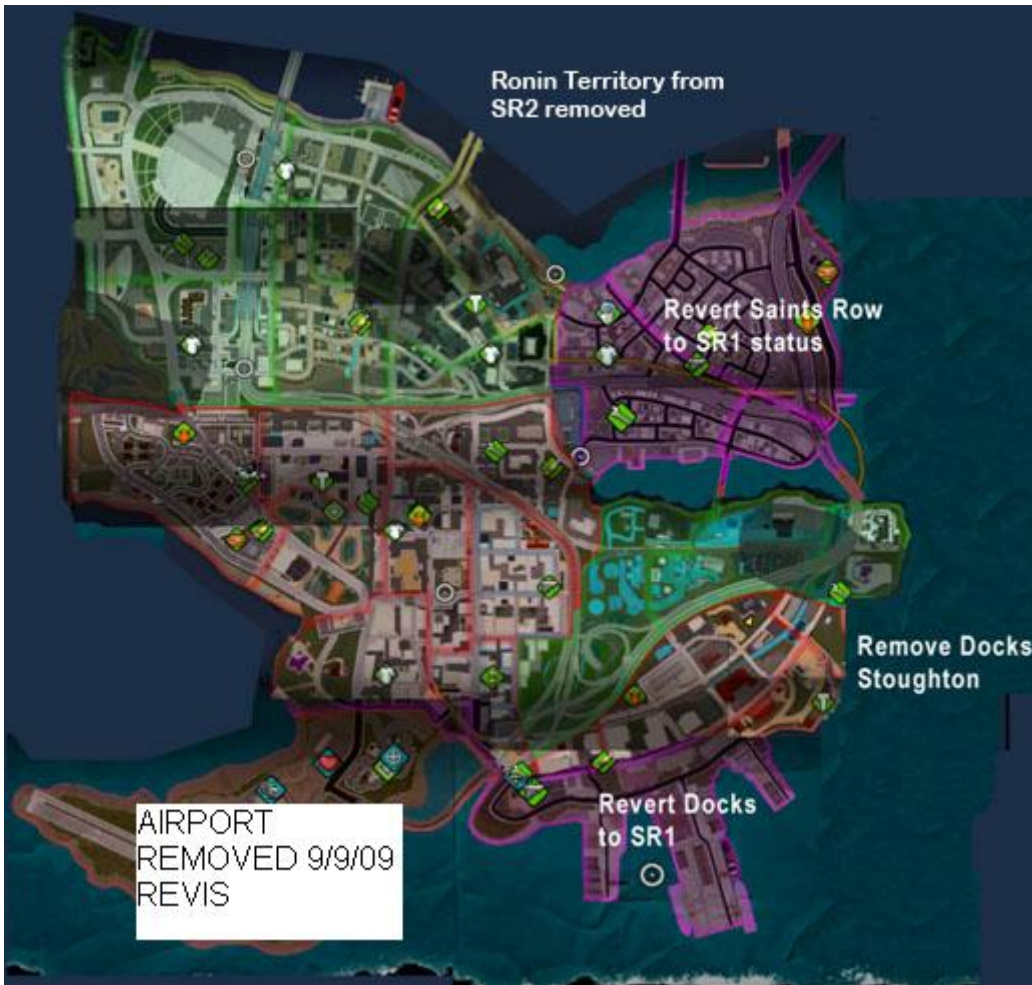 Ronin Territory from
SR2 removed
Revert Saints Row
to SR1 status
Remove Docks
Stoughton
Revert Docks
to SR1
AIRPORT
REMOVED 9/9/09
REVIS